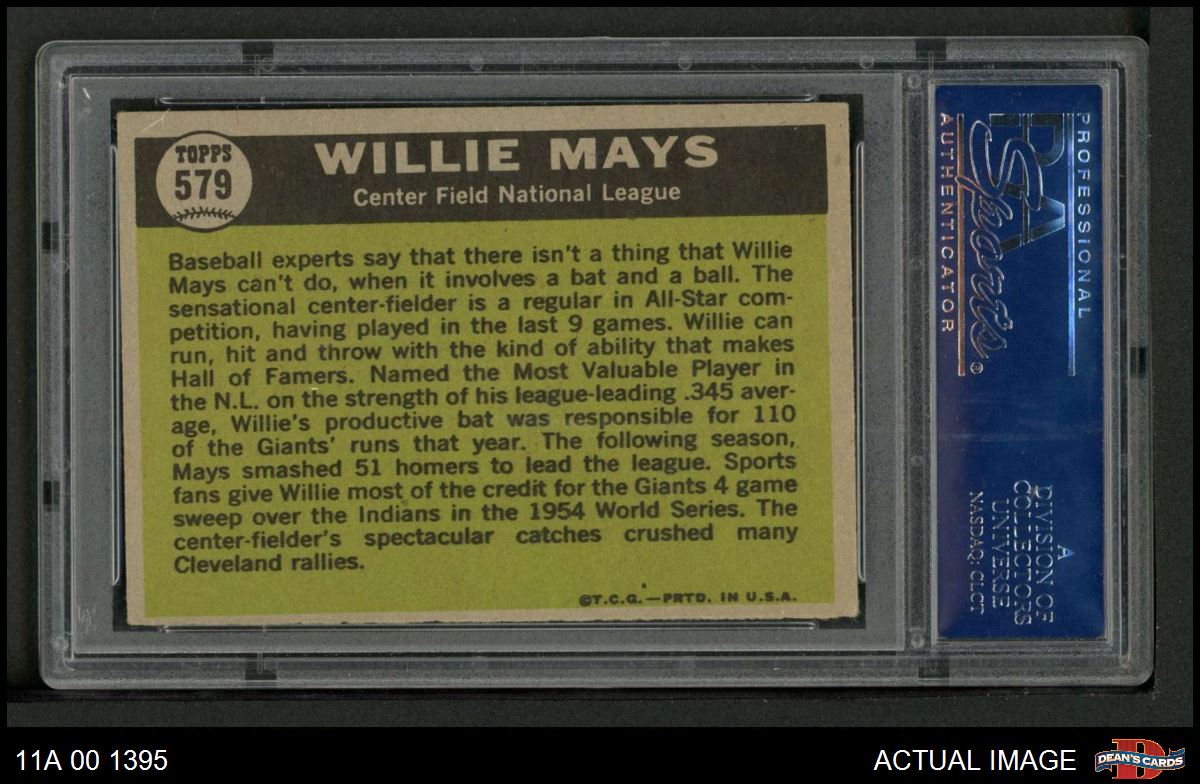 TOPPS
579
WILLIE MAYS
Center Field National League
Baseball experts say that there isn't a thing that Willie
Mays can't do, when it involves a bat and a ball. The
sensational center-fielder is a regular in All-Star com-
petition, having played in the last 9 games. Willie can
run, hit and throw with the kind of ability that makes
Hall of Famers. Named the Most Valuable Player in
the N.L. on the strength of his league-leading .345 aver-
age, Willie's productive bat was responsible for 110
of the Giants' runs that year. The following season,
Mays smashed 51 homers to lead the league. Sports
fans give Willie most of the credit for the Giants 4 game
sweep over the Indians in the 1954 World Series. The
center-fielder's spectacular catches crushed many
Cleveland rallies.
©T.C.G.—PRTD. IN U.S.A.
PROFESSIONAL
PSA
Sports®
AUTHENTICATOR
A
DIVISION OF
COLLECTORS
UNIVERSE
NASDAQ: CLCT
11A 00 1395
ACTUAL IMAGE
D
DEAN'S CARDS